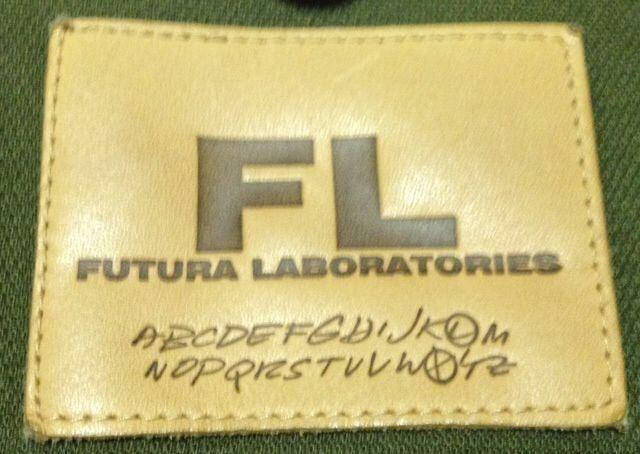 FL
FUTURA LABORATORIES
ABCDEFGHIJKLM
NOPQRSTUVWXYZ